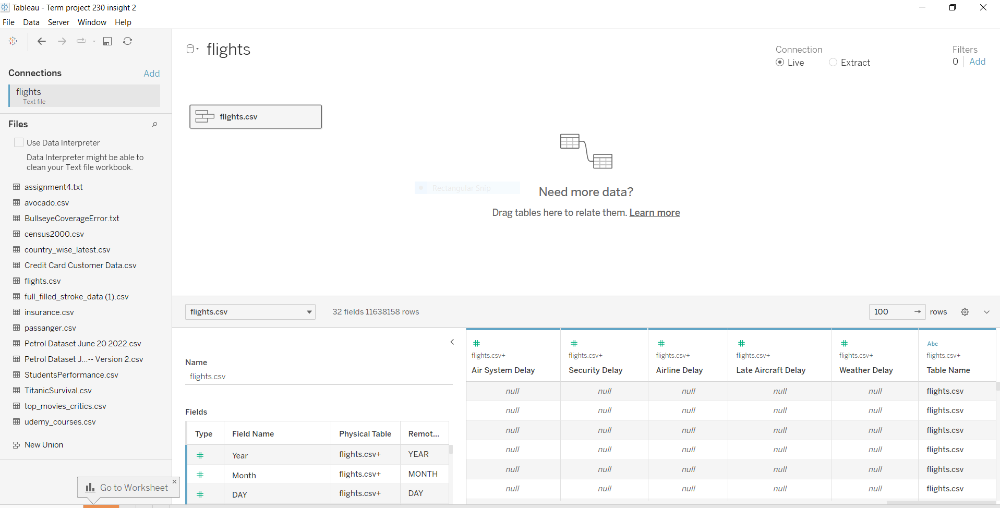 Tableau - Term project 230 insight 2
File Data Server Window Help
Connections Add
flights
Text file
Files
Use Data Interpreter
Data Interpreter might be able to
clean your Text file workbook.
assignment4.txt
avocado.csv
BullseyeCoverageError.txt
census2000.csv
country_wise_latest.csv
Credit Card Customer Data.csv
flights.csv
full_filled_stroke_data (1).csv
insurance.csv
passanger.csv
Petrol Dataset June 20 2022.csv
Petrol Dataset J...-- Version 2.csv
StudentsPerformance.csv
TitanicSurvival.csv
top_movies_critics.csv
udemy_courses.csv
New Union
Go to Worksheet
flights
Connection
Live Extract
Filters
0 Add
flights.csv
Rectangular Snip
Need more data?
Drag tables here to relate them. Learn more
flights.csv 32 fields 11638158 rows 100 rows
Name
flights.csv
Fields
Type Field Name Physical Table Remot...
Year flights.csv+ YEAR
Month flights.csv+ MONTH
DAY flights.csv+ DAY
Abc
flights.csv+ flights.csv+ flights.csv+ flights.csv+ flights.csv+ flights.csv+
Air System Delay Security Delay Airline Delay Late Aircraft Delay Weather Delay Table Name
null null null null null flights.csv
null null null null null flights.csv
null null null null null flights.csv
null null null null null flights.csv
null null null null null flights.csv
null null null null null flights.csv